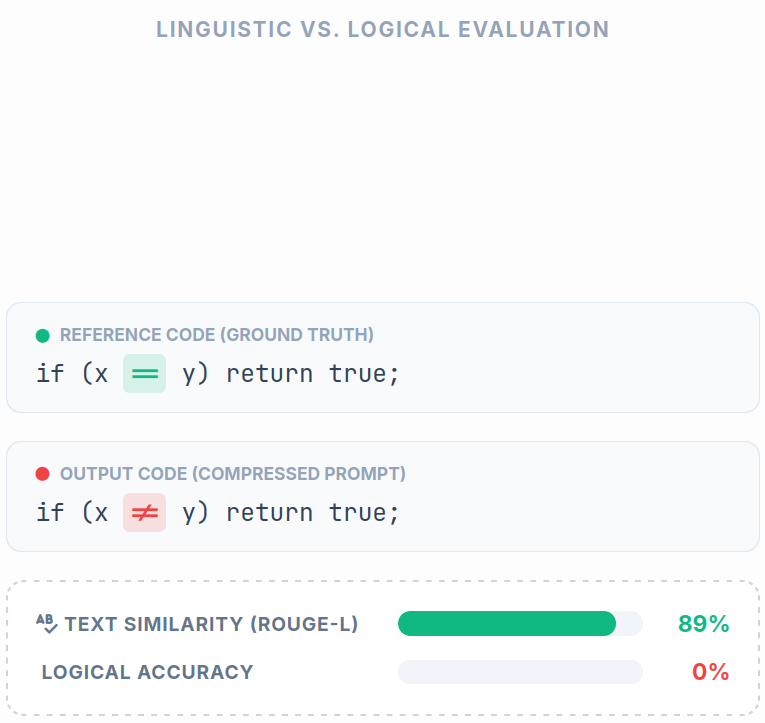 LINGUISTIC VS. LOGICAL EVALUATION
REFERENCE CODE (GROUND TRUTH)
if (x == y) return true;
OUTPUT CODE (COMPRESSED PROMPT)
if (x ≠ y) return true;
AB TEXT SIMILARITY (ROUGE-L) 89%
LOGICAL ACCURACY 0%